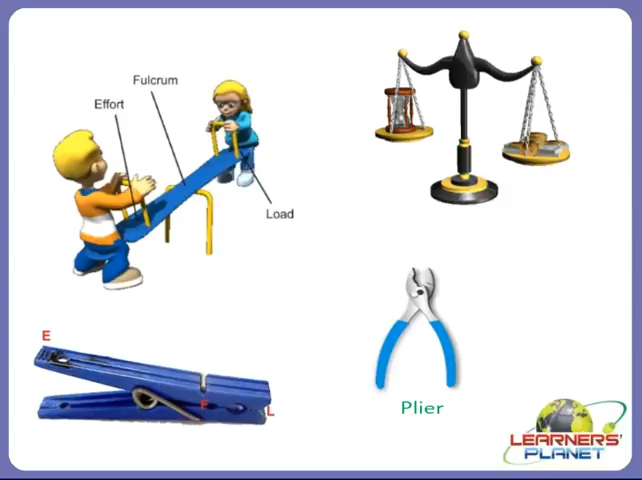 Fulcrum
Effort
Load
E
F
L
Plier
LEARNERS'
PLANET